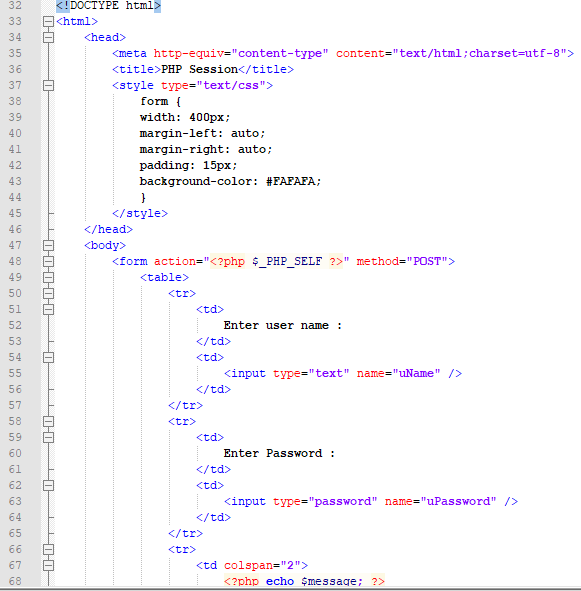 32 <!DOCTYPE html>
33 <html>
34 <head>
35 <meta http-equiv="content-type" content="text/html;charset=utf-8">
36 <title>PHP Session</title>
37 <style type="text/css">
38 form {
39 width: 400px;
40 margin-left: auto;
41 margin-right: auto;
42 padding: 15px;
43 background-color: #FAFAFA;
44 }
45 </style>
46 </head>
47 <body>
48 <form action="<?php $_PHP_SELF ?>" method="POST">
49 <table>
50 <tr>
51 <td>
52 Enter user name :
53 </td>
54 <td>
55 <input type="text" name="uName" />
56 </td>
57 </tr>
58 <tr>
59 <td>
60 Enter Password :
61 </td>
62 <td>
63 <input type="password" name="uPassword" />
64 </td>
65 </tr>
66 <tr>
67 <td colspan="2">
68 <?php echo $message; ?>